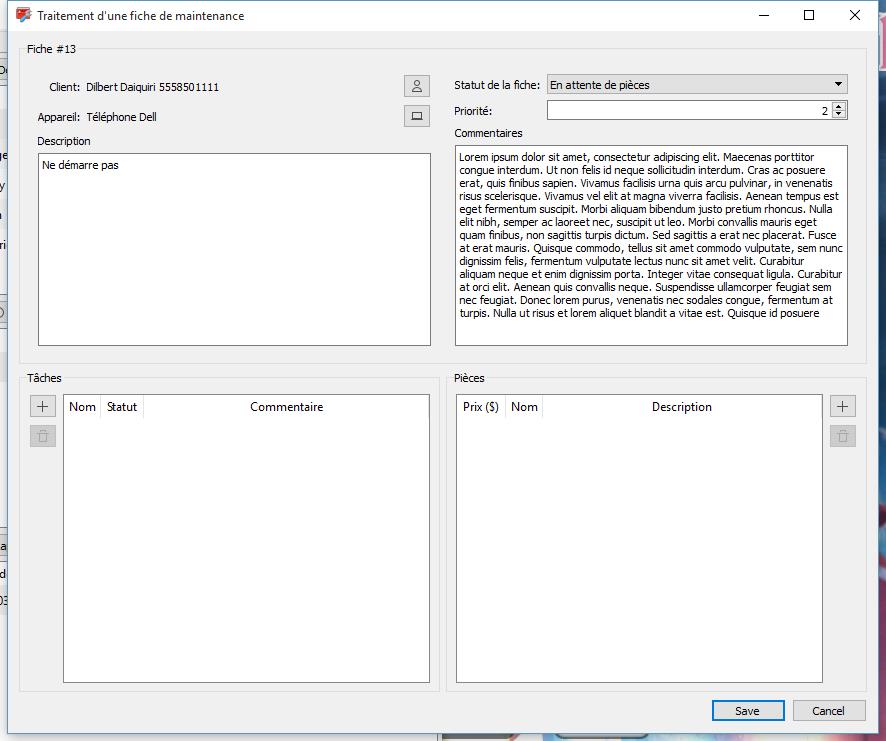 Traitement d'une fiche de maintenance
Fiche #13
Client: Dilbert Daiquiri 5558501111
Appareil: Téléphone Dell
Description
Ne démarre pas
Statut de la fiche: En attente de pièces
Priorité: 2
Commentaires
Lorem ipsum dolor sit amet, consectetur adipiscing elit. Maecenas porttitor
congue interdum. Ut non felis id neque sollicitudin interdum. Cras ac posuere
erat, quis finibus sapien. Vivamus facilisis urna quis arcu pulvinar, in venenatis
risus scelerisque. Vivamus vel elit at magna viverra facilisis. Aenean tempus est
eget fermentum suscipit. Morbi aliquam bibendum justo pretium rhoncus. Nulla
elit nibh, semper ac laoreet nec, suscipit ut leo. Morbi convallis mauris eget
quam finibus, non sagittis turpis dictum. Sed sagittis a erat nec placerat. Fusce
at erat mauris. Quisque commodo, tellus sit amet commodo vulputate, sem nunc
dignissim felis, fermentum vulputate lectus nunc sit amet velit. Curabitur
aliquam neque et enim dignissim porta. Integer vitae consequat ligula. Curabitur
at orci elit. Aenean quis convallis neque. Suspendisse ullamcorper feugiat sem
nec feugiat. Donec lorem purus, venenatis nec sodales congue, fermentum at
turpis. Nulla ut risus et lorem aliquet blandit a vitae est. Quisque id posuere
Tâches
Nom Statut Commentaire
Pièces
Prix ($) Nom Description
Save Cancel